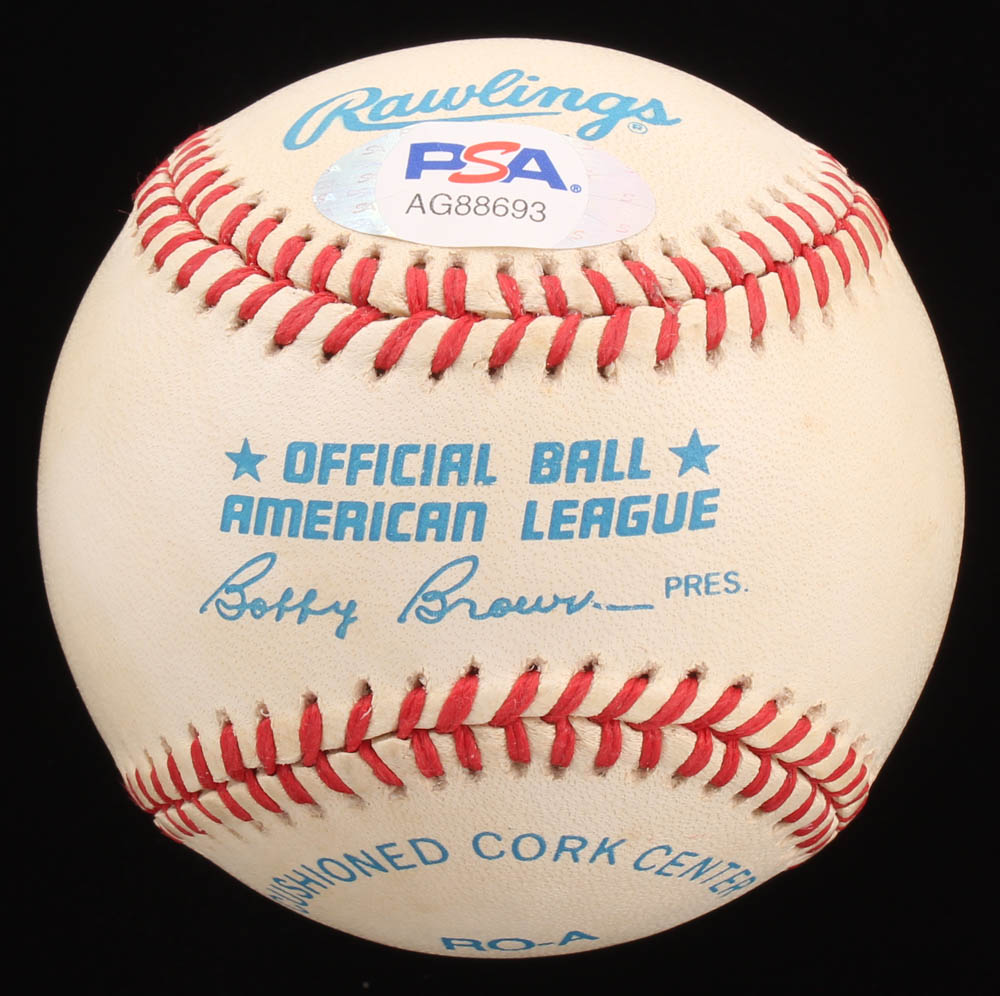 Rawlings®
PSA®
AG88693
★ OFFICIAL BALL ★
AMERICAN LEAGUE
Bobby Brown PRES.
CUSHIONED CORK CENTER
RO-A